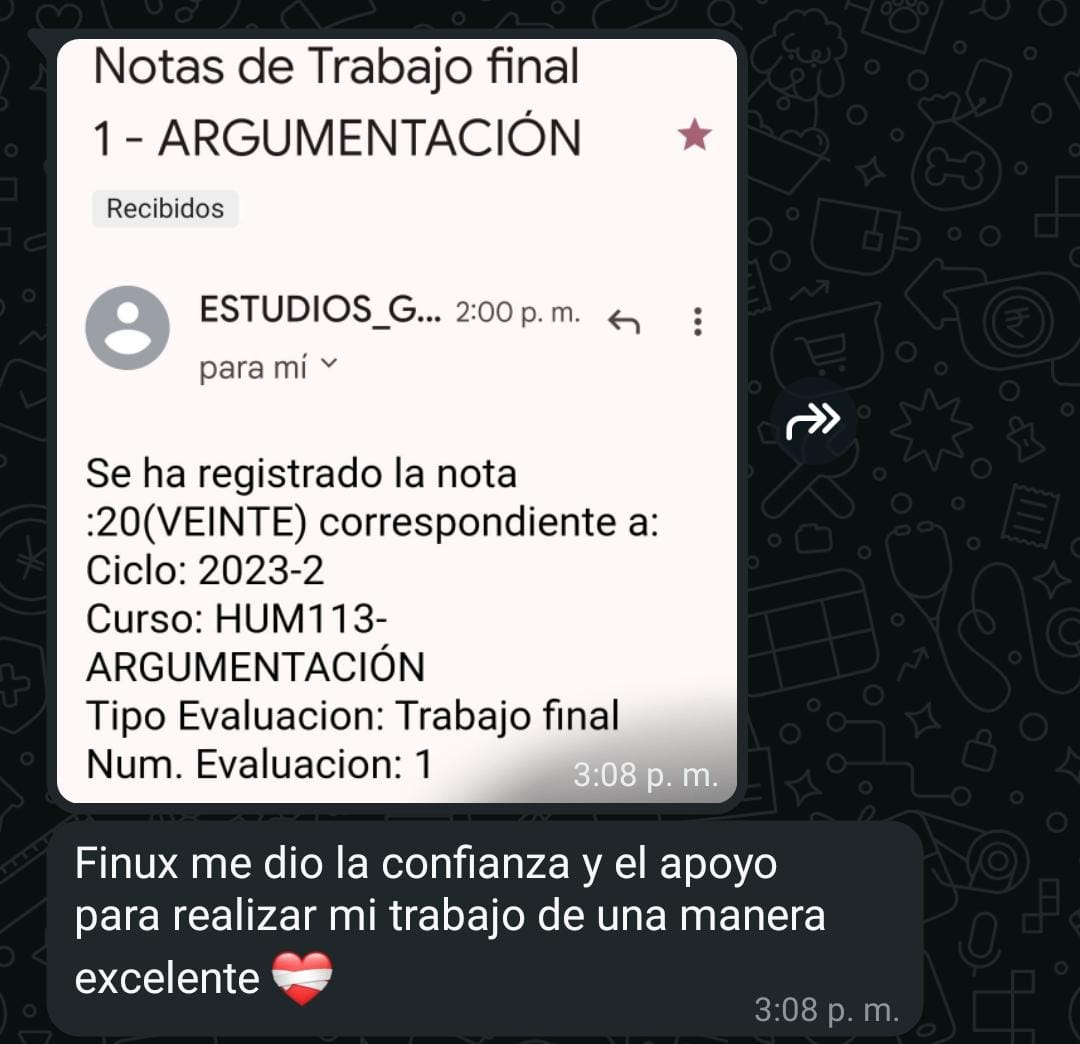 Notas de Trabajo final
1 - ARGUMENTACIÓN
Recibidos
ESTUDIOS_G... 2:00 p. m.
para mí
Se ha registrado la nota
:20(VEINTE) correspondiente a:
Ciclo: 2023-2
Curso: HUM113-
ARGUMENTACIÓN
Tipo Evaluacion: Trabajo final
Num. Evaluacion: 1
3:08 p. m.
Finux me dio la confianza y el apoyo
para realizar mi trabajo de una manera
excelente ❤️‍🩹
3:08 p. m.